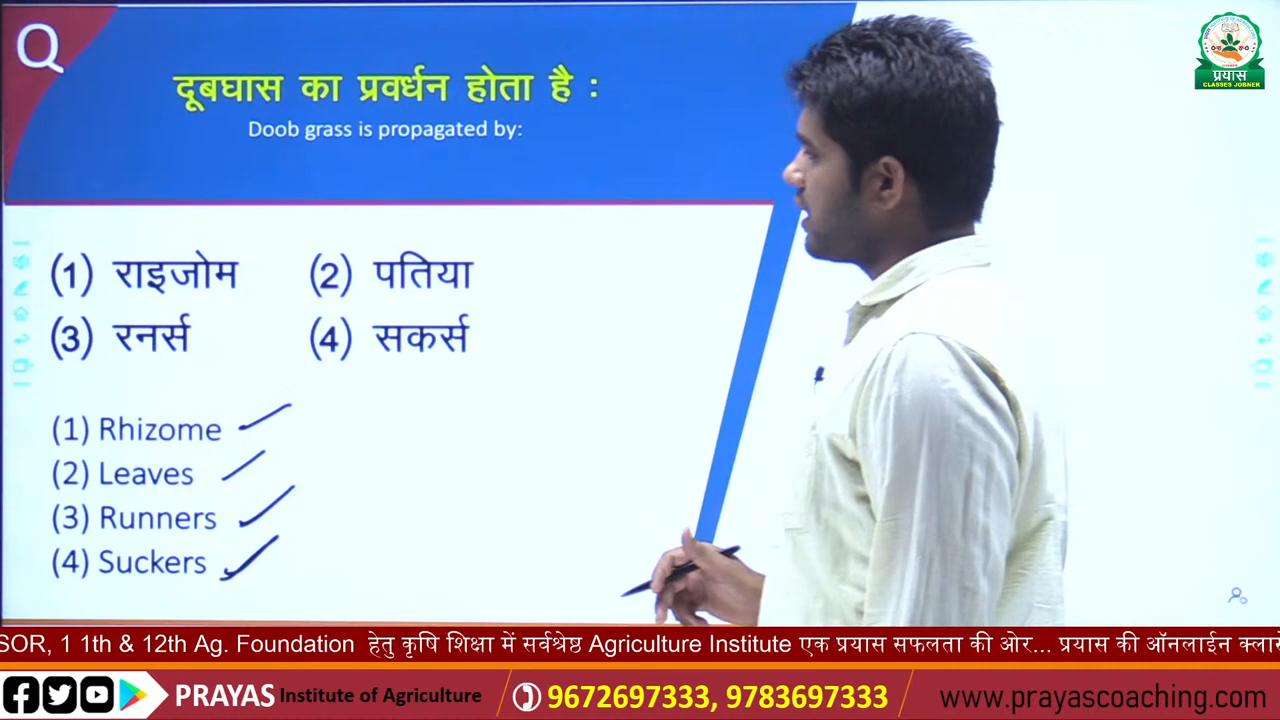 Q
दूबघास का प्रवर्धन होता है :
Doob grass is propagated by:
प्रयास
CLASSES JOBNER
(1) राइजोम (2) पतिया
(3) रनर्स (4) सकर्स
(1) Rhizome
(2) Leaves
(3) Runners
(4) Suckers
SOR, 1 1th & 12th Ag. Foundation हेतु कृषि शिक्षा में सर्वश्रेष्ठ Agriculture Institute एक प्रयास सफलता की ओर... प्रयास की ऑनलाईन
PRAYAS Institute of Agriculture 9672697333, 9783697333 www.prayascoaching.com